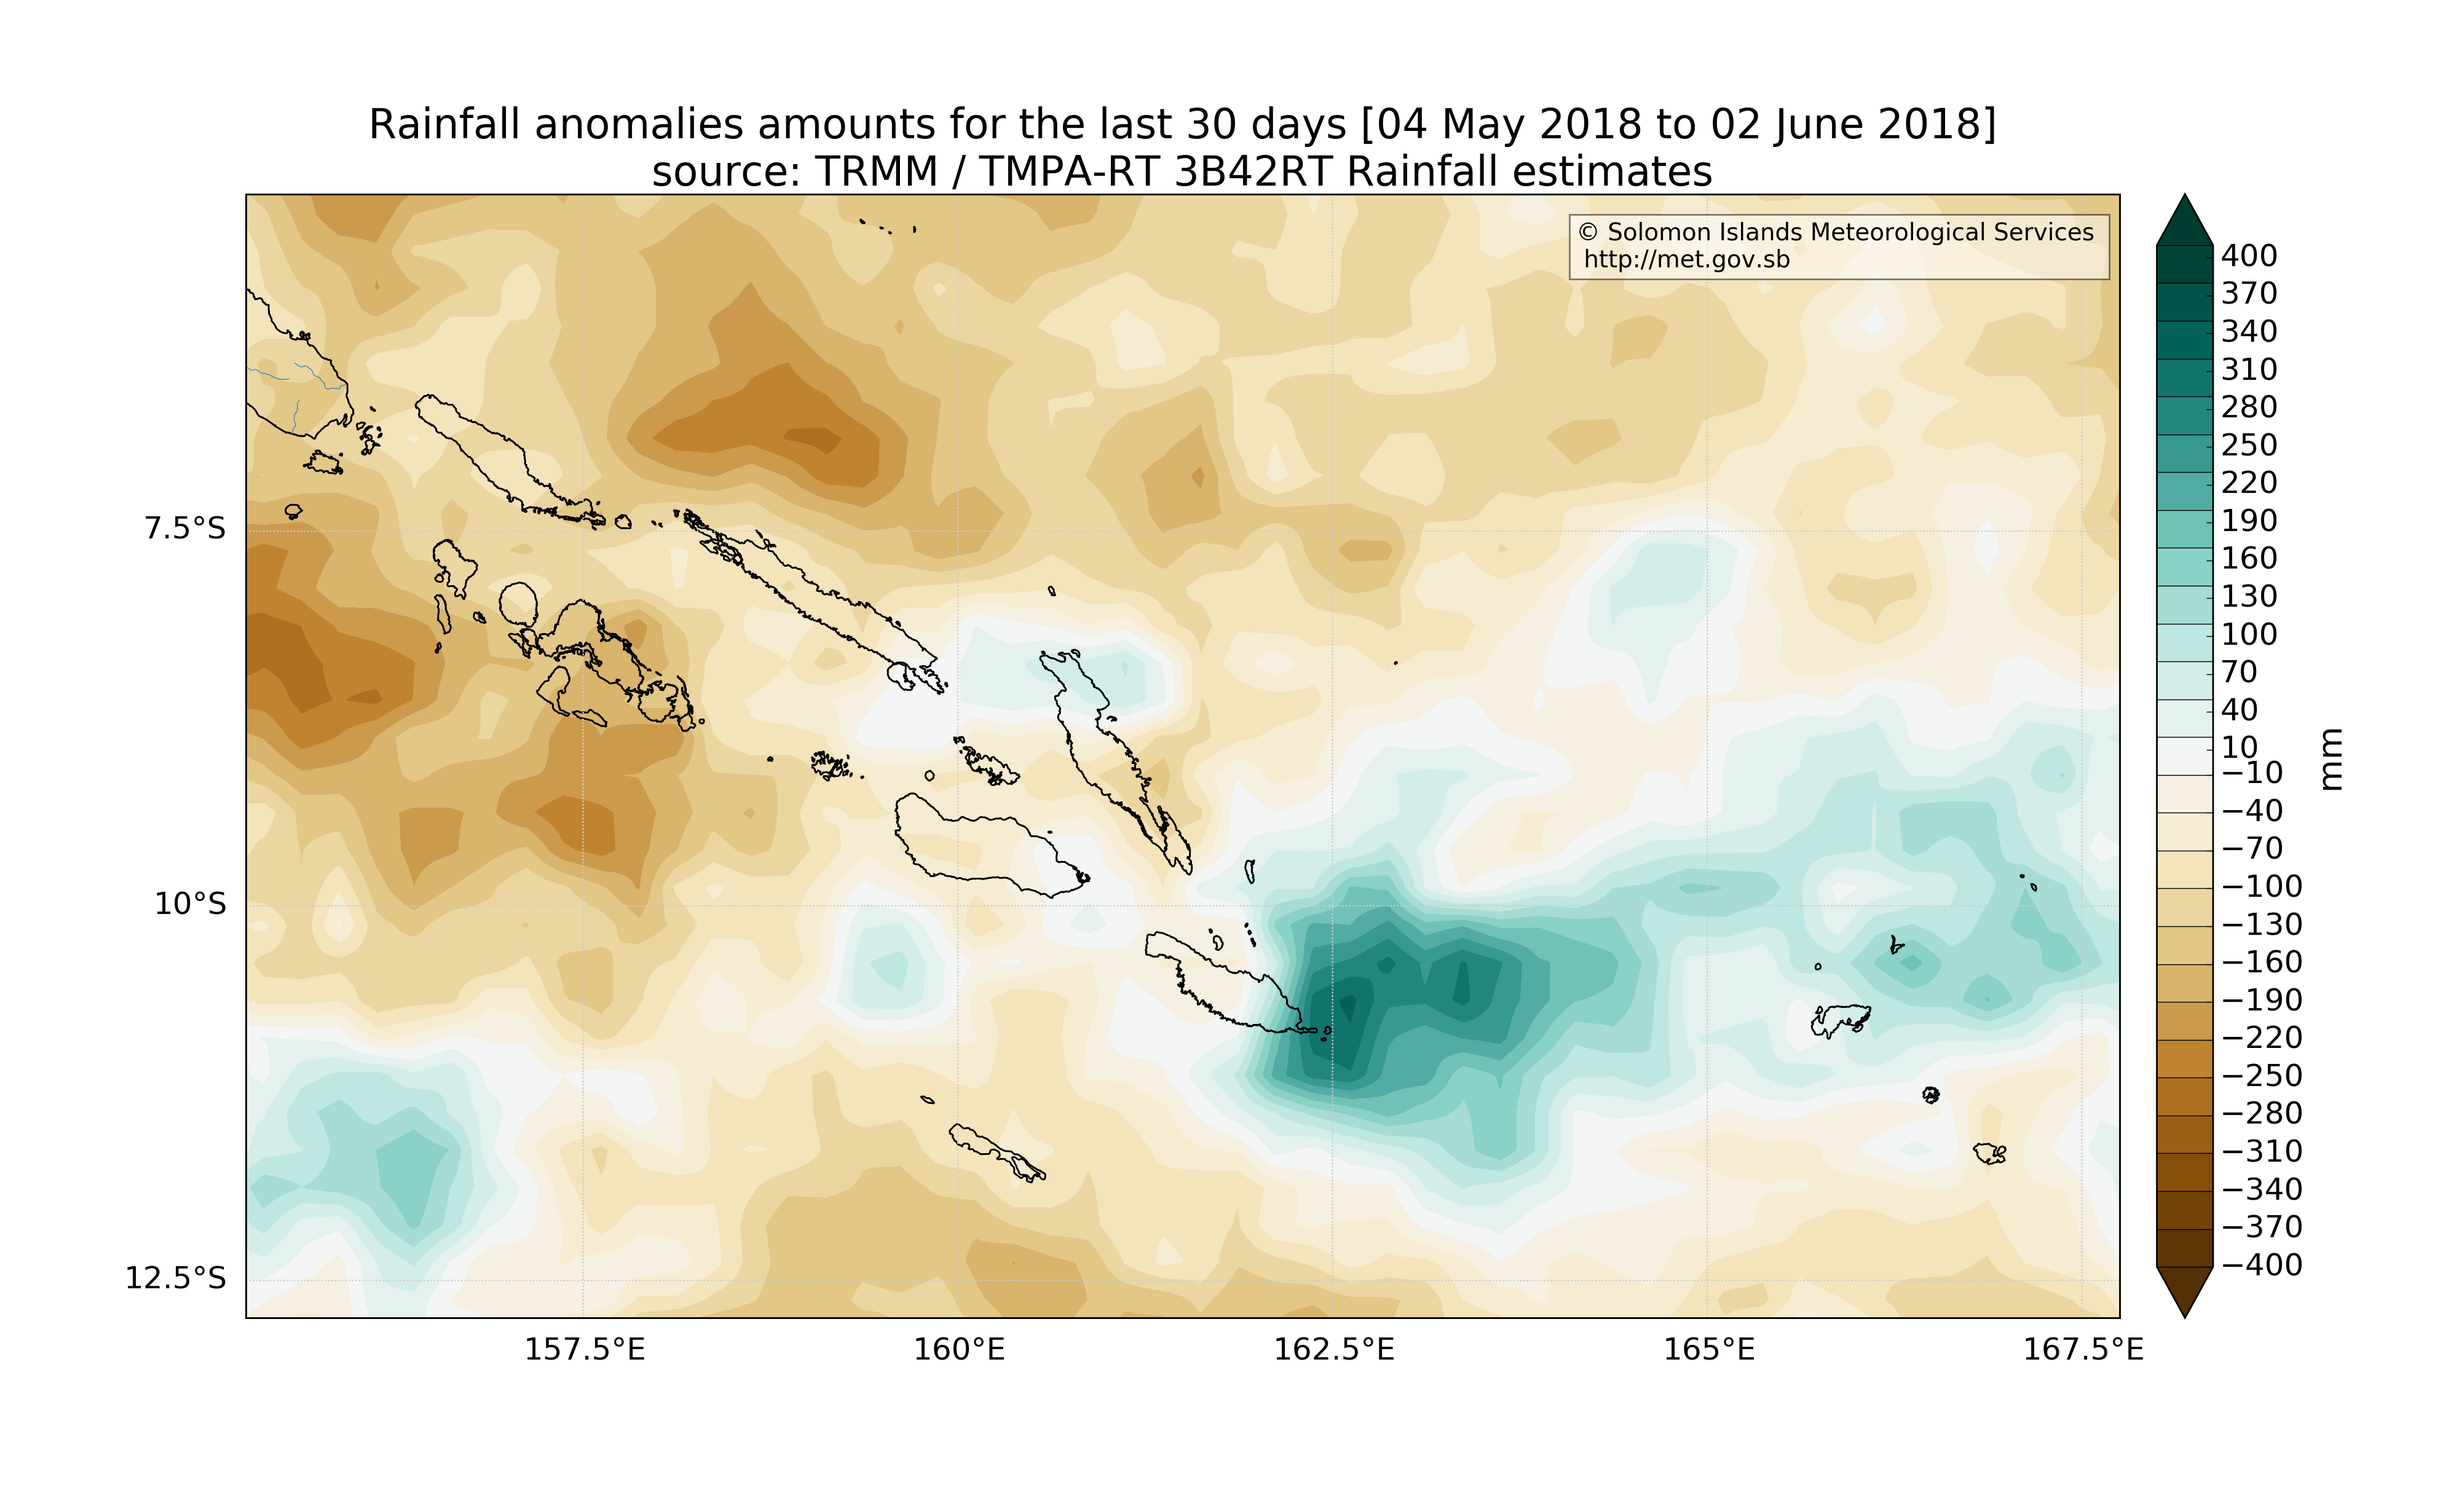 Rainfall anomalies amounts for the last 30 days [04 May 2018 to 02 June 2018]
source: TRMM / TMPA-RT 3B42RT Rainfall estimates
© Solomon Islands Meteorological Services
http://met.gov.sb
7.5°S
10°S
12.5°S
157.5°E
160°E
162.5°E
165°E
167.5°E
400
370
340
310
280
250
220
190
160
130
100
70
40
10
−10
−40
−70
−100
−130
−160
−190
−220
−250
−280
−310
−340
−370
−400
mm